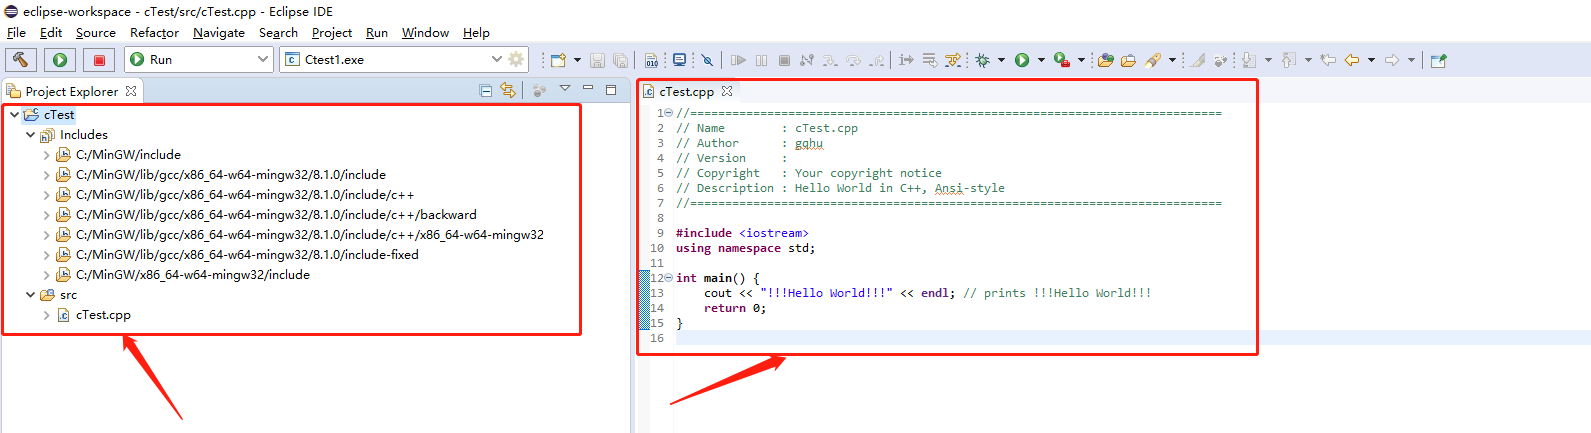 eclipse-workspace - cTest/src/cTest.cpp - Eclipse IDE
File Edit Source Refactor Navigate Search Project Run Window Help
Run Ctest1.exe
Project Explorer
cTest
Includes
C:/MinGW/include
C:/MinGW/lib/gcc/x86_64-w64-mingw32/8.1.0/include
C:/MinGW/lib/gcc/x86_64-w64-mingw32/8.1.0/include/c++
C:/MinGW/lib/gcc/x86_64-w64-mingw32/8.1.0/include/c++/backward
C:/MinGW/lib/gcc/x86_64-w64-mingw32/8.1.0/include/c++/x86_64-w64-mingw32
C:/MinGW/lib/gcc/x86_64-w64-mingw32/8.1.0/include-fixed
C:/MinGW/x86_64-w64-mingw32/include
src
cTest.cpp
cTest.cpp
1 //============================================================================
2 // Name        : cTest.cpp
3 // Author      : gqhu
4 // Version     :
5 // Copyright   : Your copyright notice
6 // Description : Hello World in C++, Ansi-style
7 //============================================================================
8
9 #include <iostream>
10 using namespace std;
11
12 int main() {
13     cout << "!!!Hello World!!!" << endl; // prints !!!Hello World!!!
14     return 0;
15 }
16